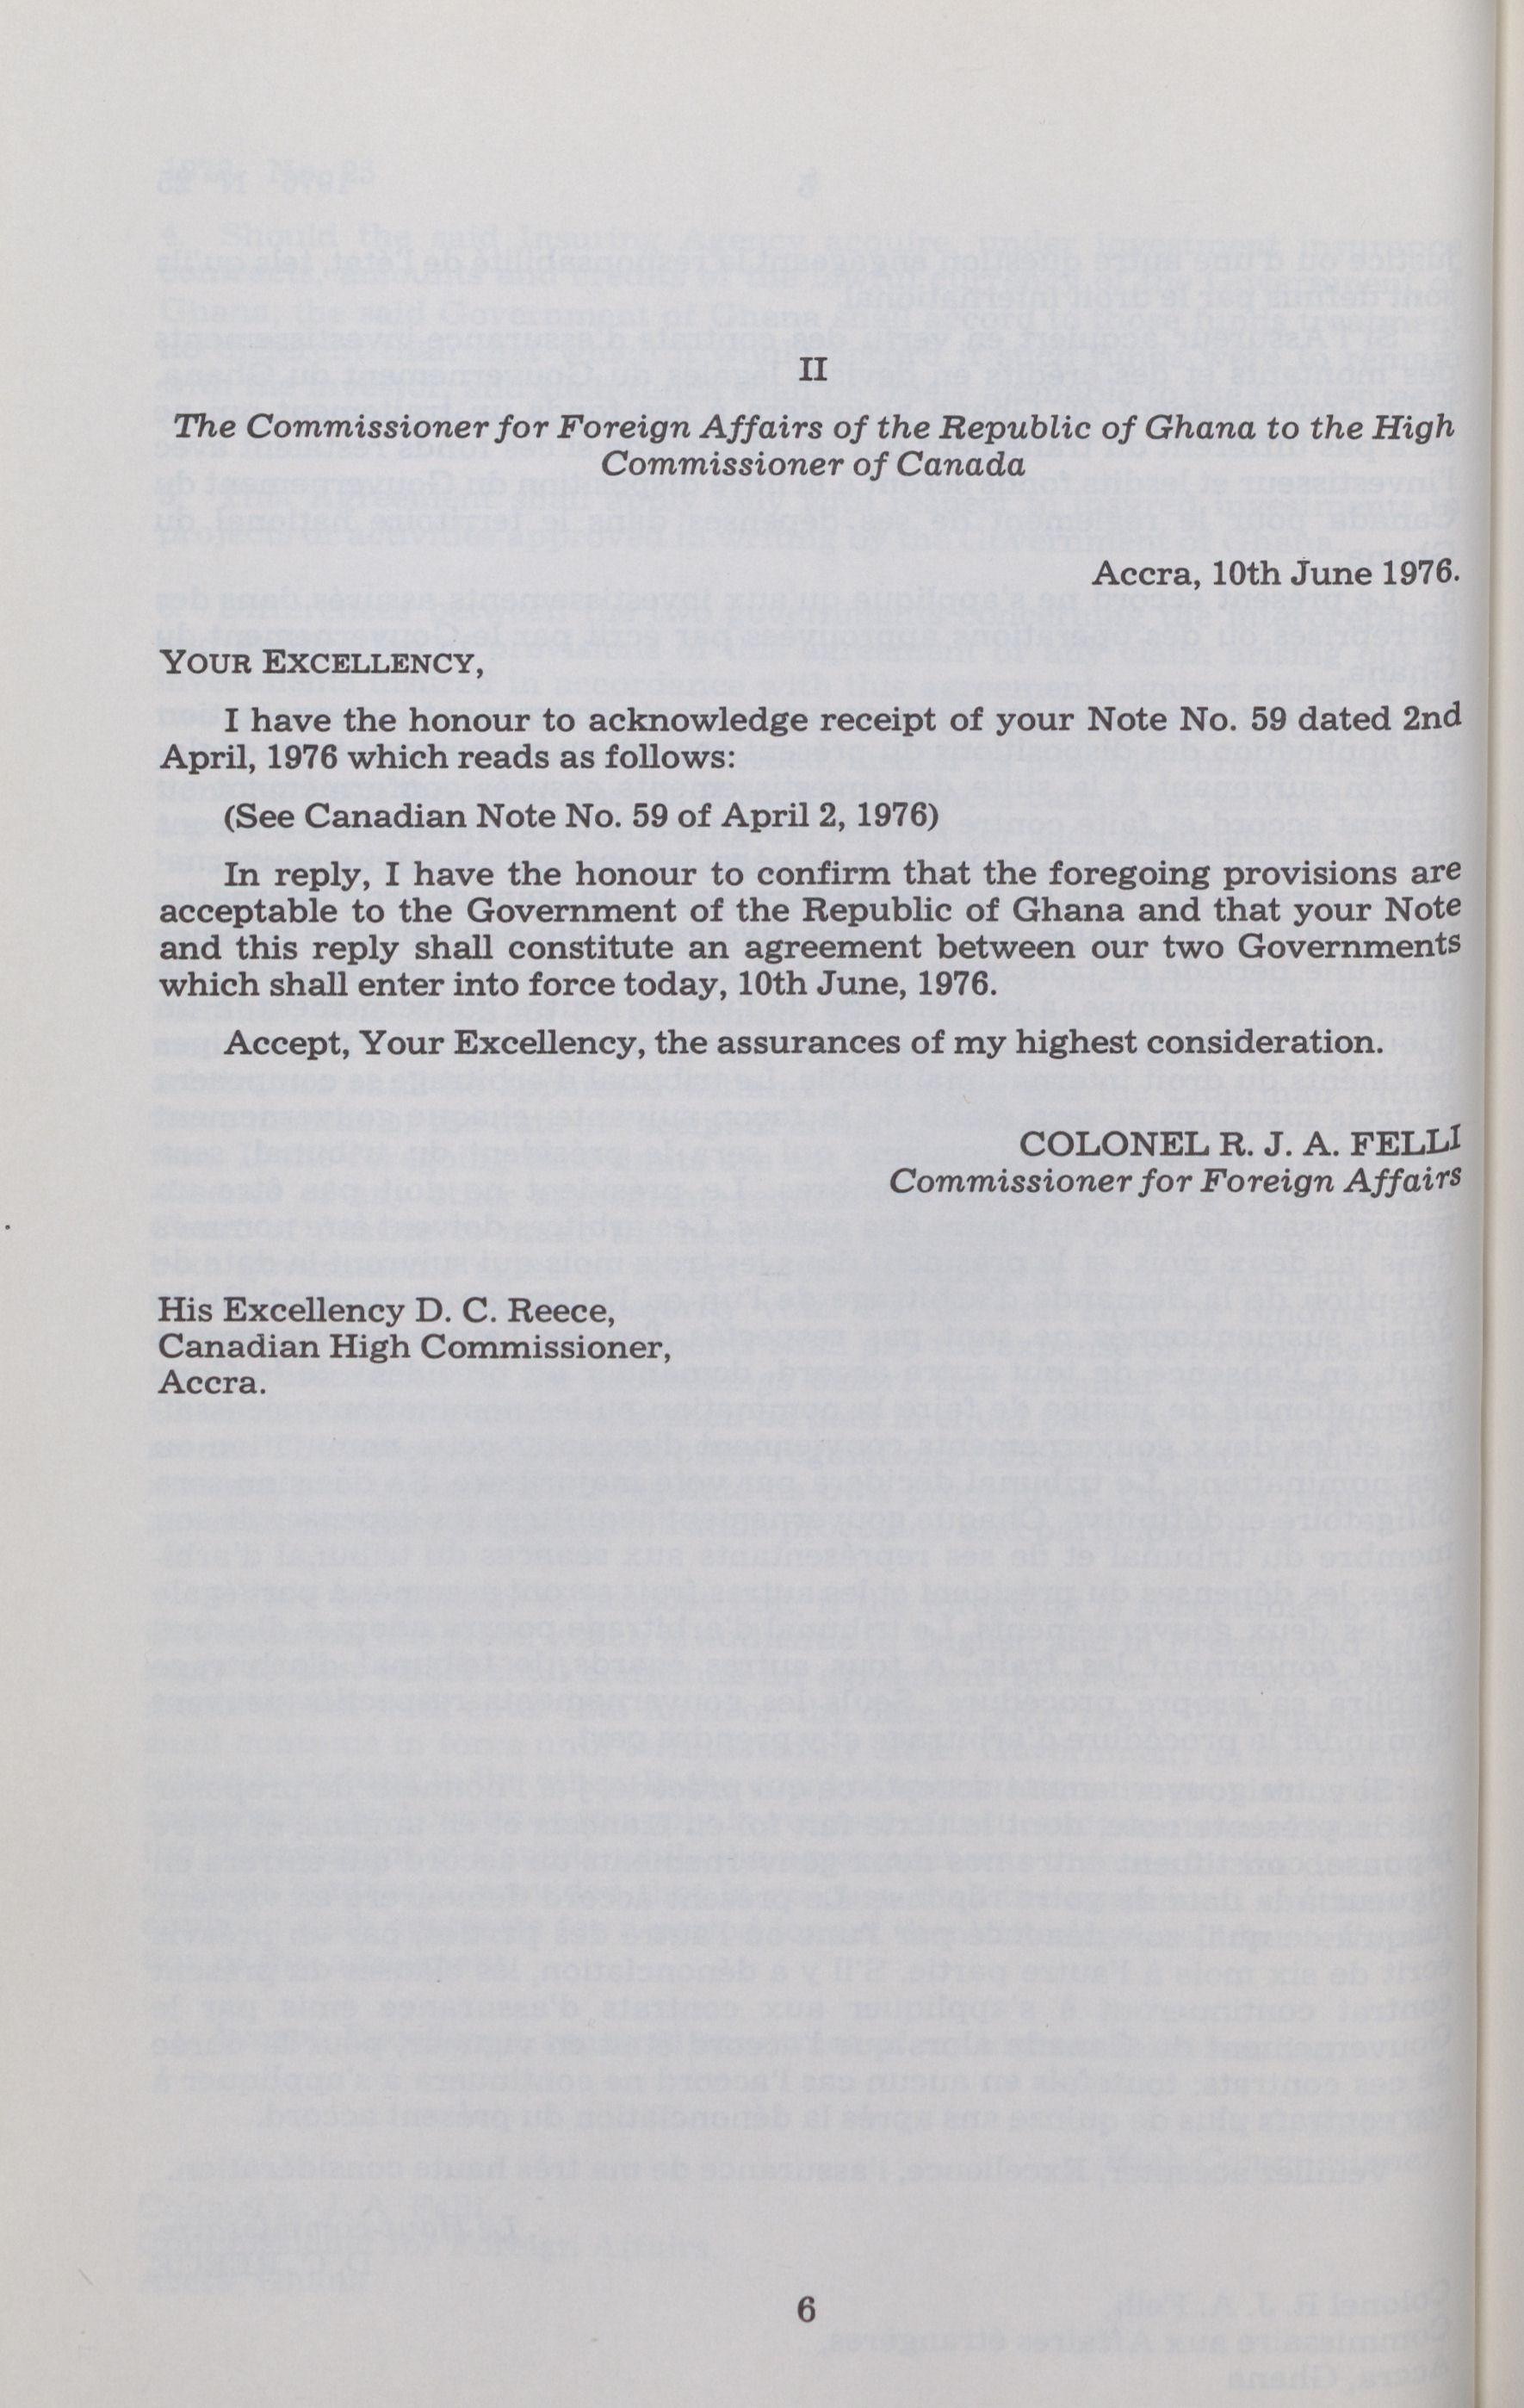 II
The Commissioner for Foreign Affairs of the Republic of Ghana to the High
Commissioner of Canada
Accra, 10th June 1976.
YOUR EXCELLENCY,
I have the honour to acknowledge receipt of your Note No. 59 dated 2nd
April, 1976 which reads as follows:
(See Canadian Note No. 59 of April 2, 1976)
In reply, I have the honour to confirm that the foregoing provisions are
acceptable to the Government of the Republic of Ghana and that your Note
and this reply shall constitute an agreement between our two Governments
which shall enter into force today, 10th June, 1976.
Accept, Your Excellency, the assurances of my highest consideration.
COLONEL R. J. A. FELLI
Commissioner for Foreign Affairs
His Excellency D. C. Reece,
Canadian High Commissioner,
Accra.
6